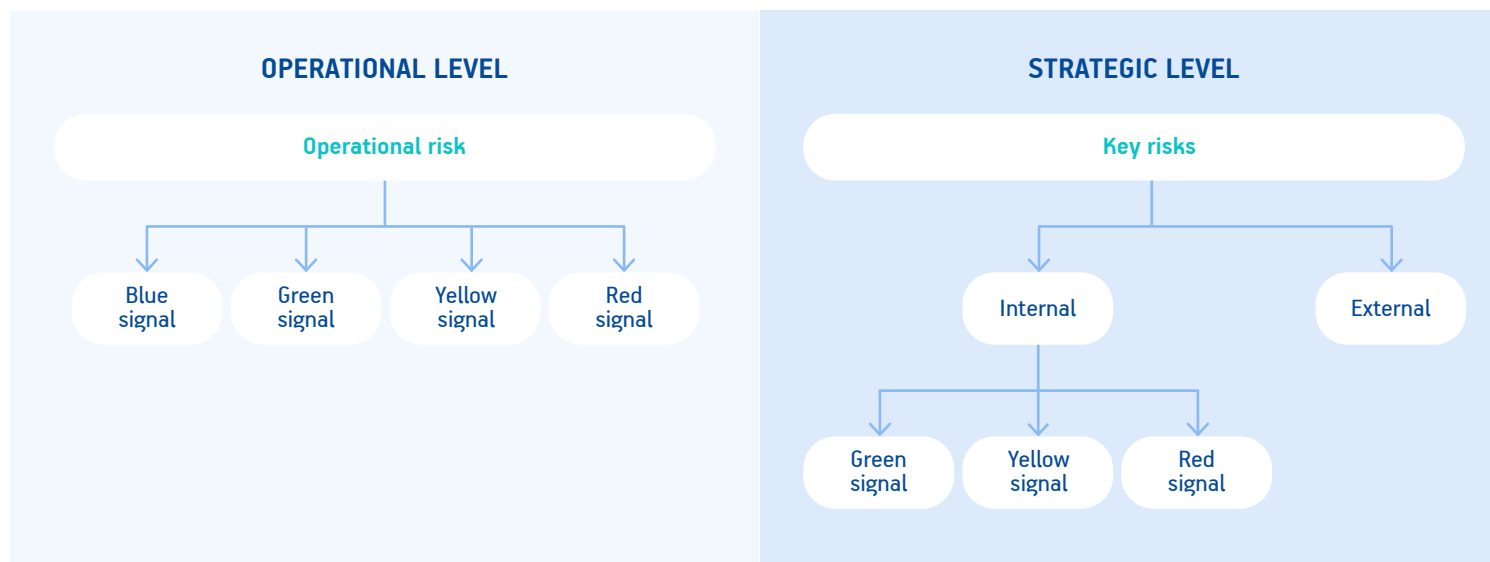 OPERATIONAL LEVEL
Operational risk
Blue
signal
Green
signal
Yellow
signal
Red
signal
STRATEGIC LEVEL
Key risks
Internal
External
Green
signal
Yellow
signal
Red
signal